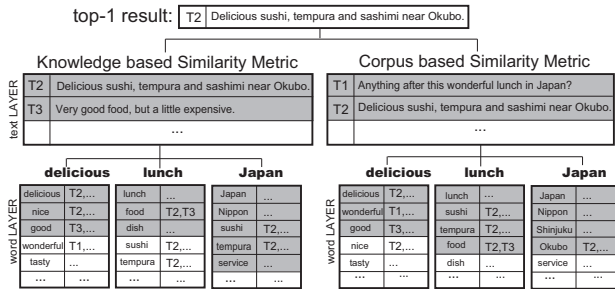 top-1 result: T2 Delicious sushi, tempura and sashimi near Okubo.
Knowledge based Similarity Metric
Corpus based Similarity Metric
text LAYER
T2 Delicious sushi, tempura and sashimi near Okubo.
T3 Very good food, but a little expensive.
...
T1 Anything after this wonderful lunch in Japan?
T2 Delicious sushi, tempura and sashimi near Okubo.
...
word LAYER
delicious
delicious T2,...
nice T2,...
good T3,...
wonderful T1,...
tasty ...
... ...
lunch
lunch ...
food T2,T3
dish ...
sushi T2,...
tempura T2,...
... ...
Japan
Japan ...
Nippon ...
sushi T2,...
tempura T2,...
service ...
... ...
word LAYER
delicious
delicious T2,...
wonderful T1,...
good T3,...
nice T2,...
tasty ...
... ...
lunch
lunch ...
sushi T2,...
tempura T2,...
food T2,T3
dish ...
... ...
Japan
Japan ...
Nippon ...
Shinjuku ...
Okubo T2,...
service ...
... ...